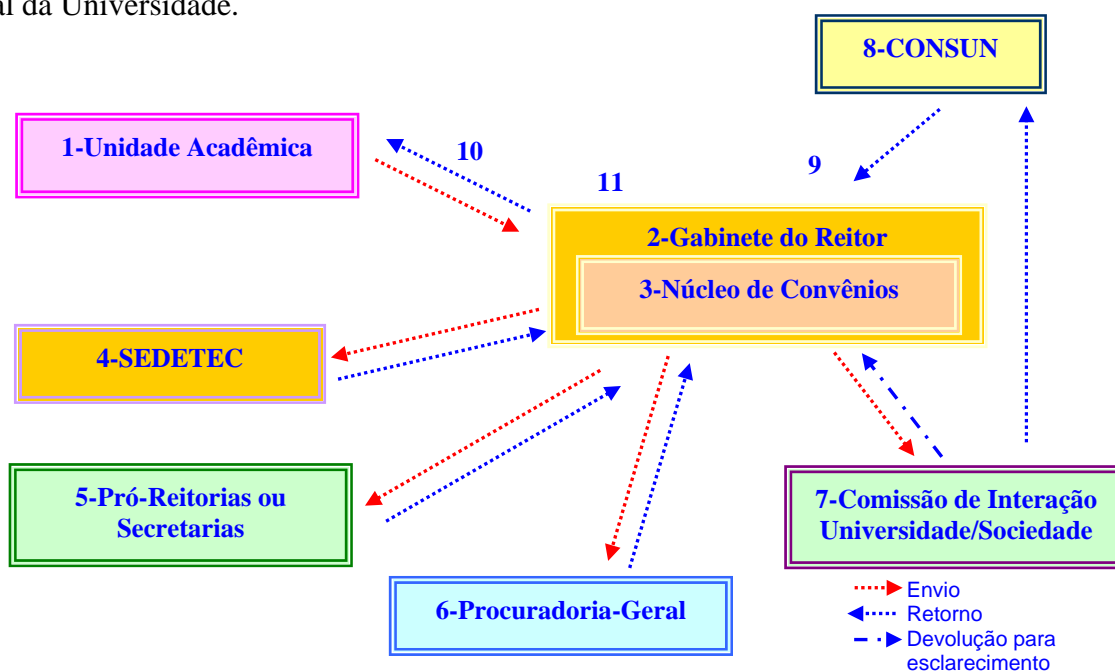 al da Universidade.
8-CONSUN
1-Unidade Acadêmica
10
11
9
2-Gabinete do Reitor
3-Núcleo de Convênios
4-SEDETEC
5-Pró-Reitorias ou
Secretarias
7-Comissão de Interação
Universidade/Sociedade
6-Procuradoria-Geral
Envio
Retorno
Devolução para
esclarecimento